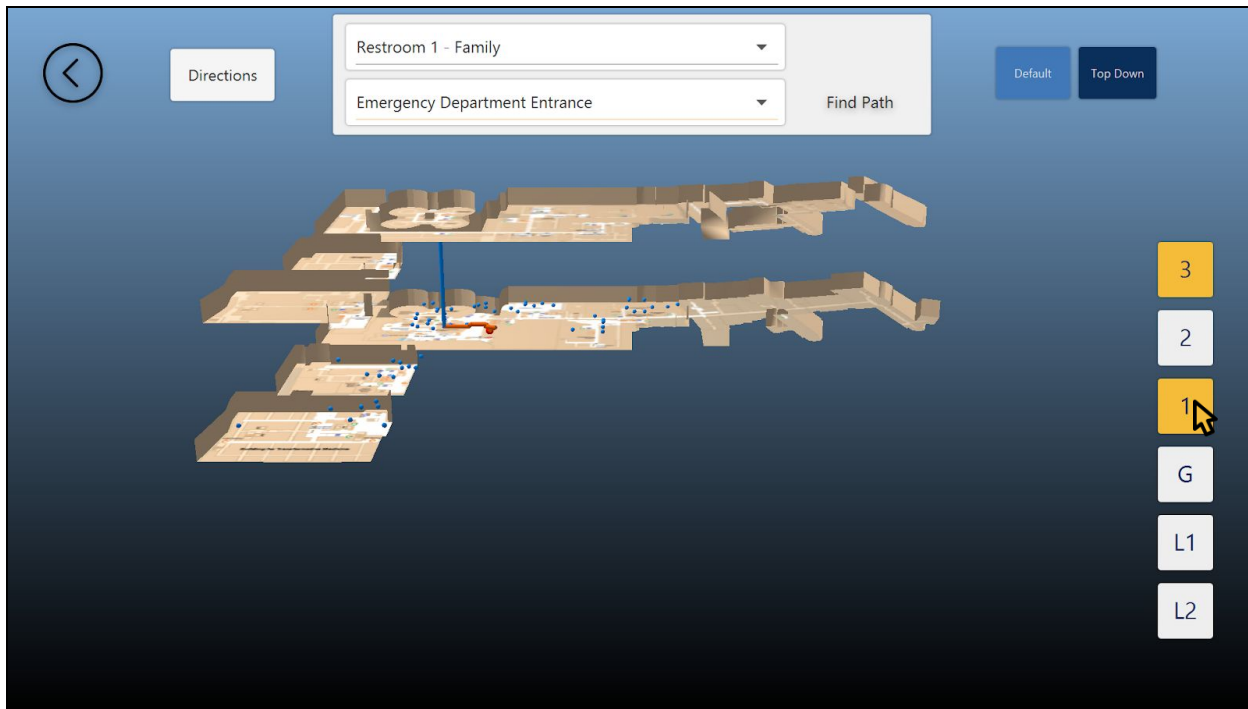 Directions
Restroom 1 - Family
Emergency Department Entrance
Find Path
Default
Top Down
3
2
1
G
L1
L2